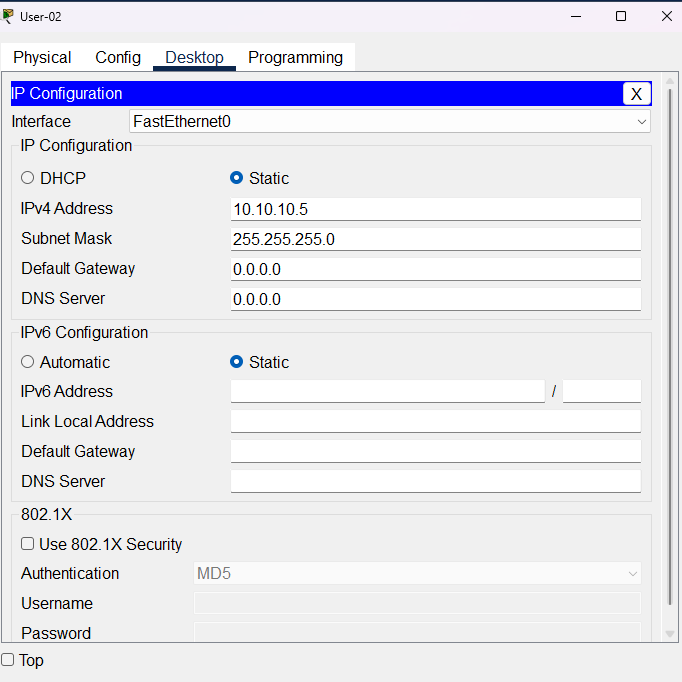 User-02
Physical Config Desktop Programming
IP Configuration X
Interface FastEthernet0
IP Configuration
DHCP Static
IPv4 Address 10.10.10.5
Subnet Mask 255.255.255.0
Default Gateway 0.0.0.0
DNS Server 0.0.0.0
IPv6 Configuration
Automatic Static
IPv6 Address /
Link Local Address
Default Gateway
DNS Server
802.1X
Use 802.1X Security
Authentication MD5
Username
Password
Top